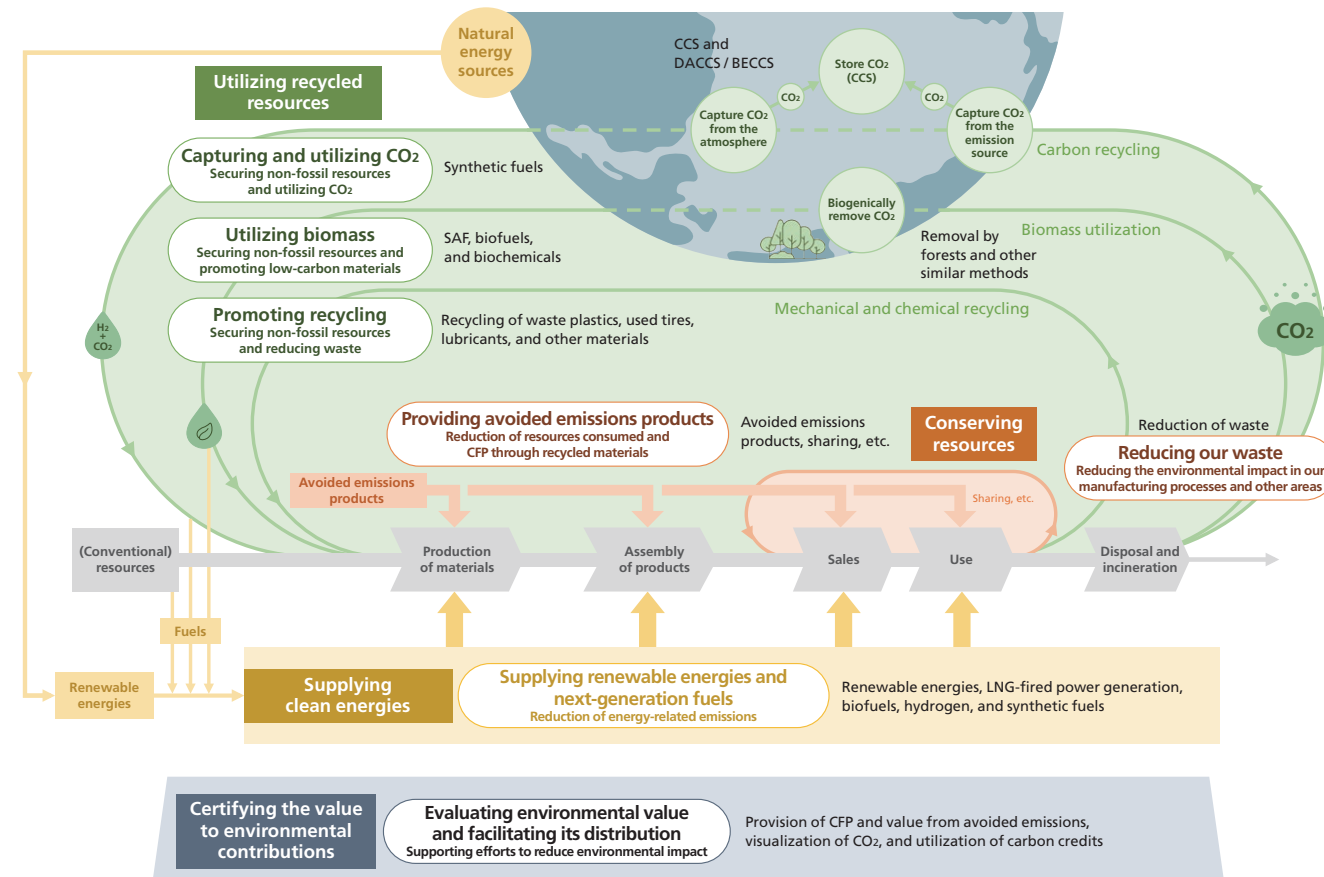 Natural
energy
sources
CCS and
DACCS / BECCS
Store CO₂
(CCS)
CO₂
CO₂
Capture CO₂
from the
atmosphere
Capture CO₂
from the
emission
source
Utilizing recycled
resources
Carbon recycling
Capturing and utilizing CO₂
Securing non-fossil resources
and utilizing CO₂
Synthetic fuels
Biogenically
remove CO₂
Utilizing biomass
Securing non-fossil resources and
promoting low-carbon materials
SAF, biofuels,
and biochemicals
Removal by
forests and other
similar methods
Biomass utilization
Promoting recycling
Securing non-fossil resources
and reducing waste
Recycling of waste plastics, used tires,
lubricants, and other materials
Mechanical and chemical recycling
H₂
+
CO₂
CO₂
Providing avoided emissions products
Reduction of resources consumed and
CFP through recycled materials
Avoided emissions
products, sharing, etc.
Conserving
resources
Reduction of waste
Reducing our waste
Reducing the environmental impact in our
manufacturing processes and other areas
Avoided emissions
products
Sharing, etc.
(Conventional)
resources
Production
of materials
Assembly
of products
Sales
Use
Disposal and
incineration
Fuels
Renewable
energies
Supplying
clean energies
Supplying renewable energies and
next-generation fuels
Reduction of energy-related emissions
Renewable energies, LNG-fired power generation,
biofuels, hydrogen, and synthetic fuels
Certifying the value
to environmental
contributions
Evaluating environmental value
and facilitating its distribution
Supporting efforts to reduce environmental impact
Provision of CFP and value from avoided emissions,
visualization of CO₂, and utilization of carbon credits